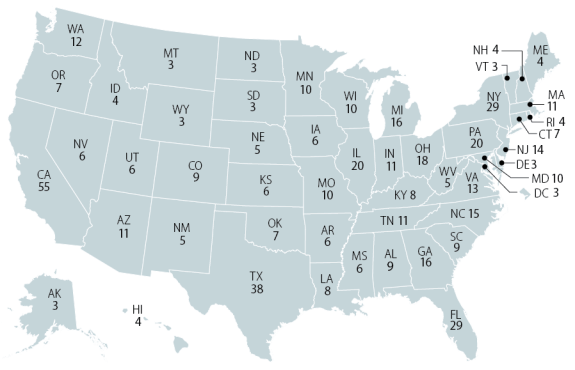 WA
12
OR
7
CA
55
NV
6
ID
4
MT
3
WY
3
UT
6
CO
9
AZ
11
NM
5
ND
3
SD
3
NE
5
KS
6
OK
7
TX
38
MN
10
IA
6
MO
10
AR
6
LA
8
WI
10
IL
20
MI
16
IN
11
OH
18
KY 8
TN 11
MS
6
AL
9
GA
16
FL
29
SC
9
NC 15
VA
13
WV
5
PA
20
NY
29
VT 3
NH 4
ME
4
MA
11
RI 4
CT 7
NJ 14
DE3
MD 10
DC 3
AK
3
HI
4